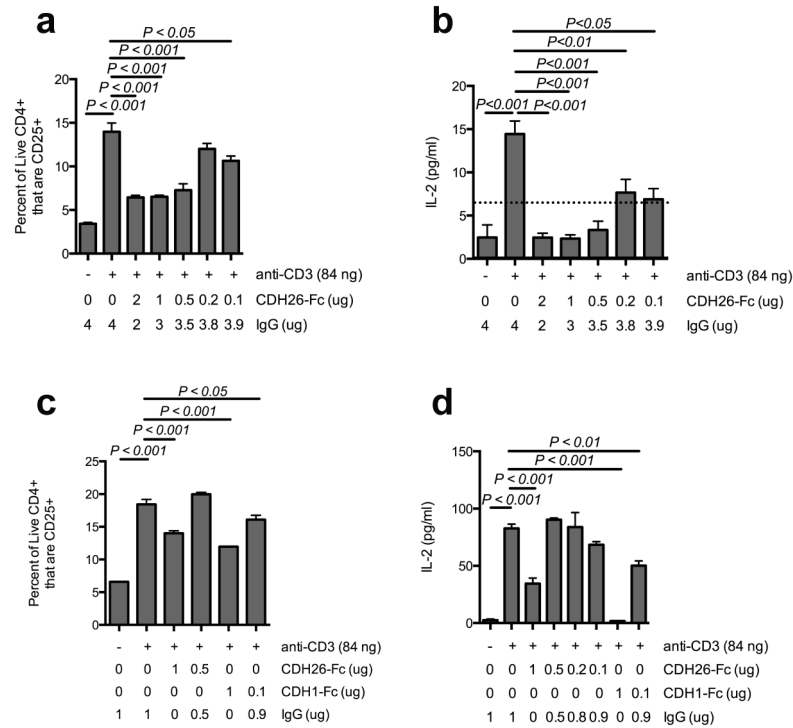 a
P < 0.05
P < 0.001
P < 0.001
P < 0.001
P < 0.001
20
15
10
5
0
Percent of Live CD4+
that are CD25+
- + + + + + + anti-CD3 (84 ng)
0 0 2 1 0.5 0.2 0.1 CDH26-Fc (ug)
4 4 2 3 3.5 3.8 3.9 IgG (ug)
b
P<0.05
P<0.01
P<0.001
P<0.001
P<0.001 P<0.001
20
15
10
5
0
IL-2 (pg/ml)
- + + + + + + anti-CD3 (84 ng)
0 0 2 1 0.5 0.2 0.1 CDH26-Fc (ug)
4 4 2 3 3.5 3.8 3.9 IgG (ug)
c
P < 0.05
P < 0.001
P < 0.001
P < 0.001
25
20
15
10
5
0
Percent of Live CD4+
that are CD25+
- + + + + + anti-CD3 (84 ng)
0 0 1 0.5 0 0 CDH26-Fc (ug)
0 0 0 0 1 0.1 CDH1-Fc (ug)
1 1 0 0.5 0 0.9 IgG (ug)
d
P < 0.01
P < 0.001
P < 0.001
P < 0.001
150
100
50
0
IL-2 (pg/ml)
- + + + + + + + anti-CD3 (84 ng)
0 0 1 0.5 0.2 0.1 0 0 CDH26-Fc (ug)
0 0 0 0 0 0 1 0.1 CDH1-Fc (ug)
1 1 0 0.5 0.8 0.9 0 0.9 IgG (ug)